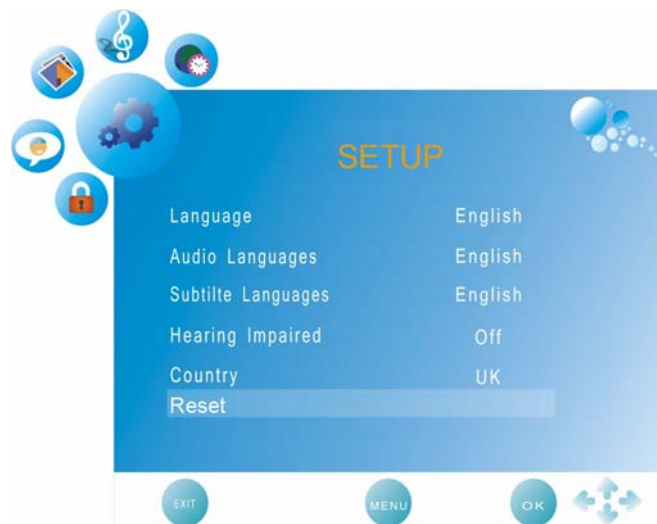 SETUP
Language English
Audio Languages English
Subtilte Languages English
Hearing Impaired Off
Country UK
Reset
EXIT MENU OK